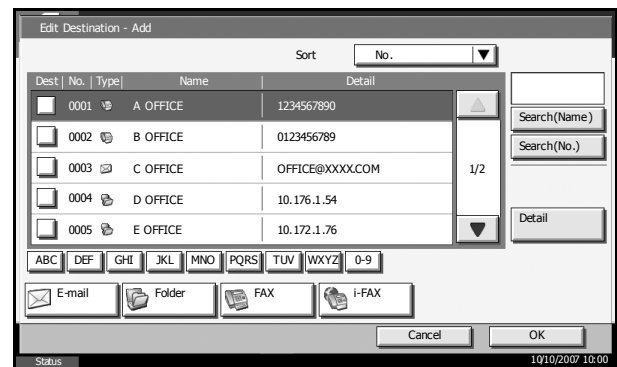 Edit Destination - Add
Sort No.
Dest No. Type Name Detail
0001 A OFFICE 1234567890
0002 B OFFICE 0123456789
0003 C OFFICE OFFICE@XXXX.COM
0004 D OFFICE 10.176.1.54
0005 E OFFICE 10.172.1.76
1/2
Search(Name)
Search(No.)
Detail
ABC DEF GHI JKL MNO PQRS TUV WXYZ 0-9
E-mail Folder FAX i-FAX
Cancel OK
Status 10/10/2007 10:00